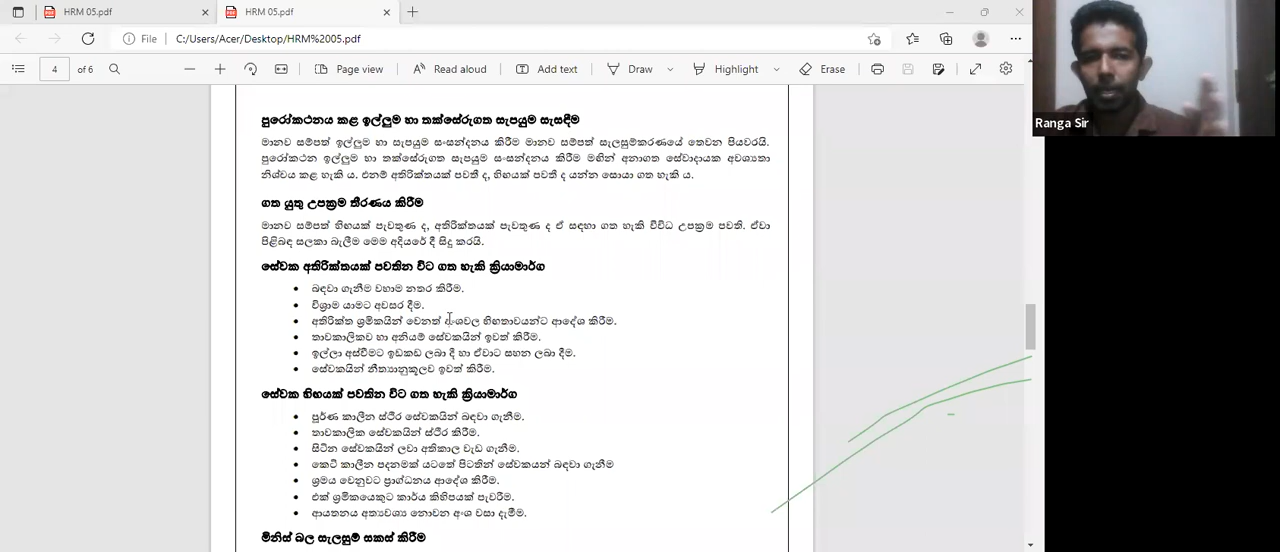 HRM 05.pdf
HRM 05.pdf
File
C:/Users/Acer/Desktop/HRM%2005.pdf
4 of 6
Page view
Read aloud
Add text
Draw
Highlight
Erase
Ranga Sir
පුරෝකථනය කළ ඉල්ලුම හා තක්සේරුගත සැපයුම සැසඳීම
මානව සම්පත් ඉල්ලුම හා සැපයුම සංසන්දනය කිරීම මානව සම්පත් සැලසුම්කරණයේ තෙවන පියවරයි.
පුරෝකථන ඉල්ලුම හා තක්සේරුගත සැපයුම සංසන්දනය කිරීම මඟින් අනාගත සේවාදායක අවශ්‍යතා
නිශ්චය කළ හැකි ය. එනම් අතිරික්තයක් පවතී ද, හිඟයක් පවතී ද යන්න සොයා ගත හැකි ය.
ගත යුතු උපක්‍රම තීරණය කිරීම
මානව සම්පත් හිඟයක් පැවතුණ ද, අතිරික්තයක් පැවතුණ ද ඒ සඳහා ගත හැකි විවිධ උපක්‍රම පවතී. ඒවා
පිළිබඳ සලකා බැලීම මෙම අදියරේ දී සිදු කරයි.
සේවක අතිරික්තයක් පවතින විට ගත හැකි ක්‍රියාමාර්ග
• බඳවා ගැනීම වහාම නතර කිරීම.
• විශ්‍රාම යාමට අවසර දීම.
• අතිරික්ත ශ්‍රමිකයින් වෙනත් අංශවල හිඟතාවයන්ට ආදේශ කිරීම.
• තාවකාලිකව හා අනියම් සේවකයින් ඉවත් කිරීම.
• ඉල්ලා අස්වීමට ඉඩකඩ ලබා දී හා ඒවාට සහන ලබා දීම.
• සේවකයින් නීත්‍යානුකූලව ඉවත් කිරීම.
සේවක හිඟයක් පවතින විට ගත හැකි ක්‍රියාමාර්ග
• පූර්ණ කාලීන ස්ථිර සේවකයින් බඳවා ගැනීම.
• තාවකාලික සේවකයින් ස්ථිර කිරීම.
• සිටින සේවකයින් ලවා අතිකාල වැඩ ගැනීම.
• කෙටි කාලීන පදනමක් යටතේ පිටතින් සේවකයන් බඳවා ගැනීම
• ශ්‍රමය වෙනුවට ප්‍රාග්ධනය ආදේශ කිරීම.
• එක් ශ්‍රමිකයෙකුට කාර්ය කිහිපයක් පැවරීම.
• ආයතනය අත්‍යවශ්‍ය නොවන අංශ වසා දැමීම.
මිනිස් බල සැලසුම් සකස් කිරීම